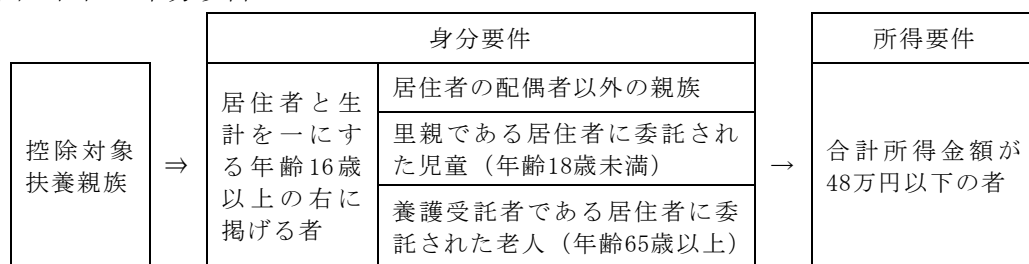 身分要件
所得要件
控除対象
扶養親族
⇒
居住者と生
計を一にす
る年齢16歳
以上の右に
掲げる者
居住者の配偶者以外の親族
里親である居住者に委託され
た児童（年齢18歳未満）
養護受託者である居住者に委
託された老人（年齢65歳以上）
→
合計所得金額が
48万円以下の者